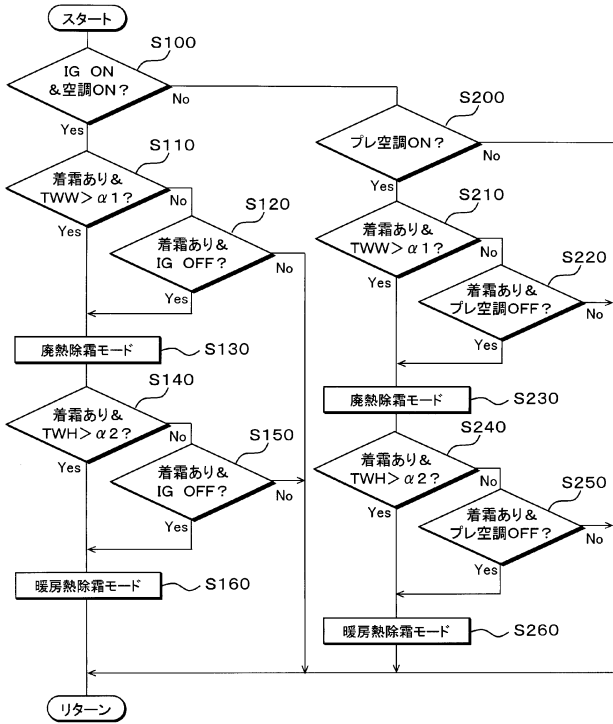 スタート
S100
IG ON
&空調ON?
No
Yes
S110
着霜あり&
TWW>α1?
No
Yes
S120
着霜あり&
IG OFF?
No
Yes
廃熱除霜モード
S130
S140
着霜あり&
TWH>α2?
No
Yes
S150
着霜あり&
IG OFF?
No
Yes
暖房熱除霜モード
S160
リターン
S200
プレ空調ON?
No
Yes
S210
着霜あり&
TWW>α1?
No
Yes
S220
着霜あり&
プレ空調OFF?
No
Yes
廃熱除霜モード
S230
S240
着霜あり&
TWH>α2?
No
Yes
S250
着霜あり&
プレ空調OFF?
No
Yes
暖房熱除霜モード
S260